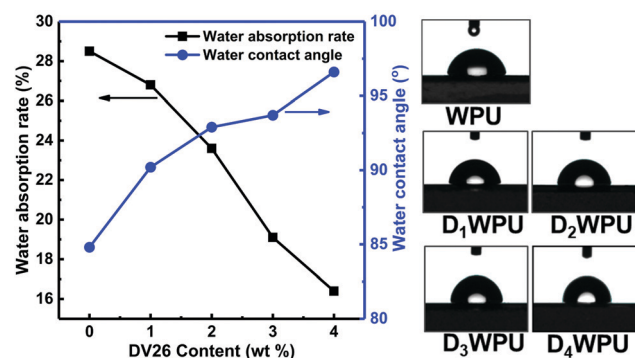 Water absorption rate
Water contact angle
Water absorption rate (%)
30
28
26
24
22
20
18
16
100
95
90
85
80
Water contact angle (º)
0 1 2 3 4
DV26 Content (wt %)
WPU
D₁WPU
D₂WPU
D₃WPU
D₄WPU